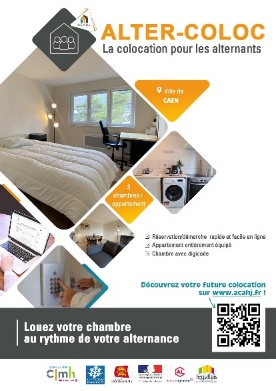 ALTER-COLOC
La colocation pour les alternants
Ville de
CAEN
3
chambres /
appartement
Réservation/démarche rapide et facile en ligne
Appartement entièrement équipé
Chambre avec digicode
Découvrez votre future colocation
sur www.acahj.fr !
Louez votre chambre
au rythme de votre alternance